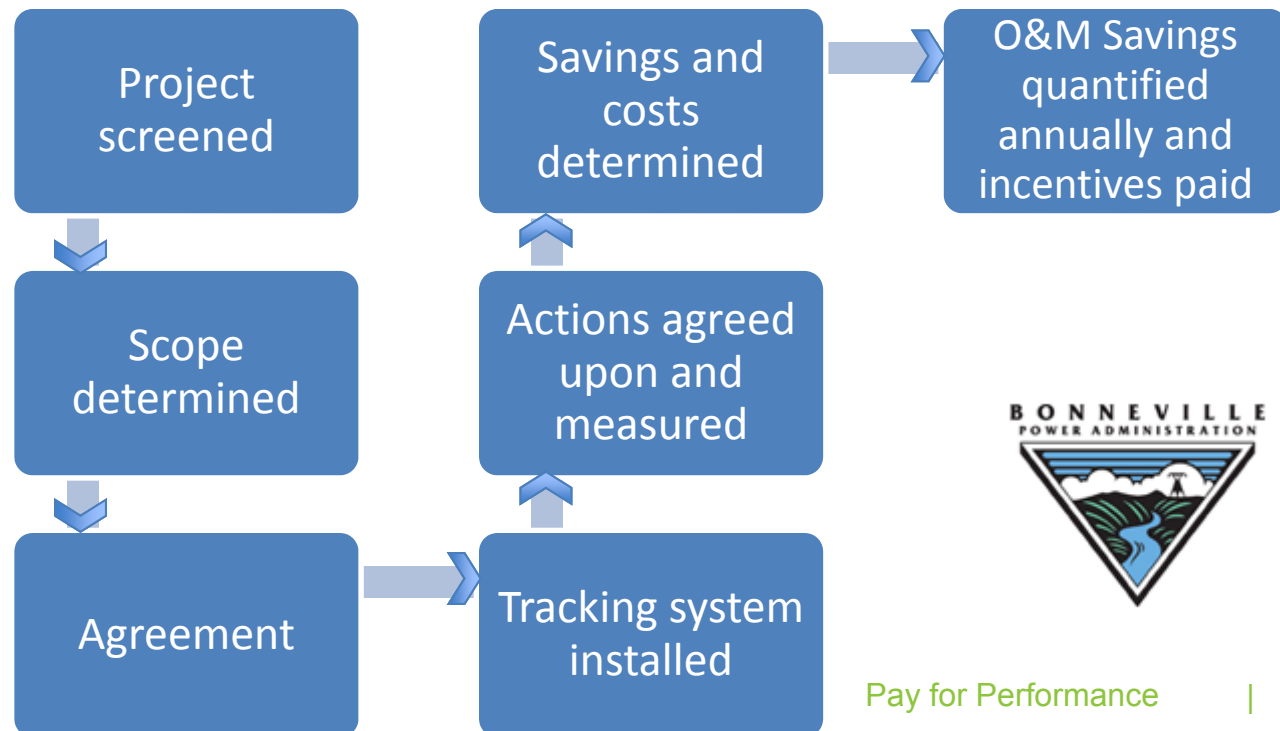 Project
screened
Scope
determined
Agreement
Tracking system
installed
Actions agreed
upon and
measured
Savings and
costs
determined
O&M Savings
quantified
annually and
incentives paid
BONNEVILLE
POWER ADMINISTRATION
Pay for Performance |